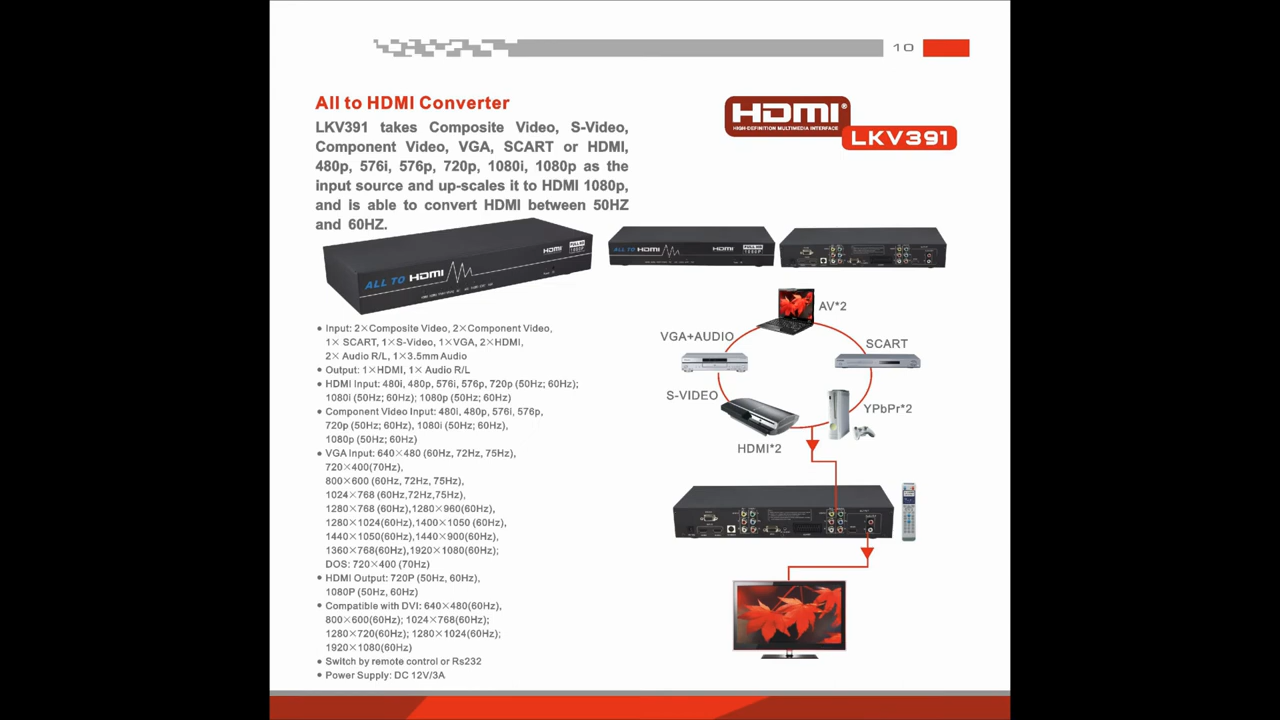 10
All to HDMI Converter
LKV391 takes Composite Video, S-Video,
Component Video, VGA, SCART or HDMI,
480p, 576i, 576p, 720p, 1080i, 1080p as the
input source and up-scales it to HDMI 1080p,
and is able to convert HDMI between 50HZ
and 60HZ.
HDMI®
HIGH-DEFINITION MULTIMEDIA INTERFACE
LKV391
ALL TO HDMI
HDMI
FULL HD
1080P
ALL TO HDMI
HDMI
FULL HD
1080P
• Input: 2×Composite Video, 2×Component Video,
1× SCART, 1×S-Video, 1×VGA, 2×HDMI,
2× Audio R/L, 1×3.5mm Audio
• Output: 1×HDMI, 1× Audio R/L
• HDMI Input: 480i, 480p, 576i, 576p, 720p (50Hz; 60Hz);
1080i (50Hz; 60Hz); 1080p (50Hz; 60Hz)
• Component Video Input: 480i, 480p, 576i, 576p,
720p (50Hz; 60Hz), 1080i (50Hz; 60Hz),
1080p (50Hz; 60Hz)
• VGA Input: 640×480 (60Hz, 72Hz, 75Hz),
720×400(70Hz),
800×600 (60Hz, 72Hz, 75Hz),
1024×768 (60Hz,72Hz,75Hz),
1280×768 (60Hz),1280×960(60Hz),
1280×1024(60Hz),1400×1050 (60Hz),
1440×1050(60Hz),1440×900(60Hz),
1360×768(60Hz),1920×1080(60Hz);
DOS: 720×400 (70Hz)
• HDMI Output: 720P (50Hz, 60Hz),
1080P (50Hz, 60Hz)
• Compatible with DVI: 640×480(60Hz),
800×600(60Hz); 1024×768(60Hz);
1280×720(60Hz); 1280×1024(60Hz);
1920×1080(60Hz)
• Switch by remote control or Rs232
• Power Supply: DC 12V/3A
AV*2
VGA+AUDIO
SCART
S-VIDEO
YPbPr*2
HDMI*2